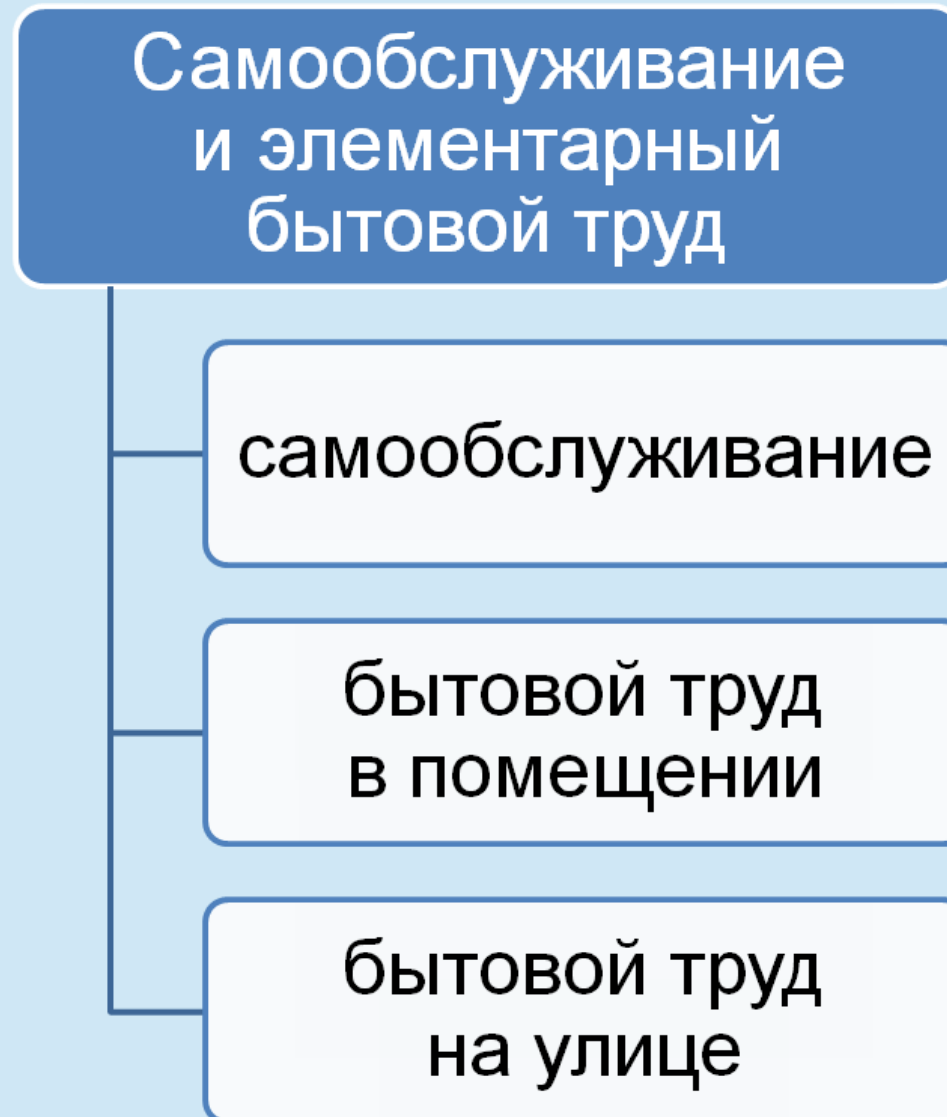 Самообслуживание
и элементарный
бытовой труд
самообслуживание
бытовой труд
в помещении
бытовой труд
на улице